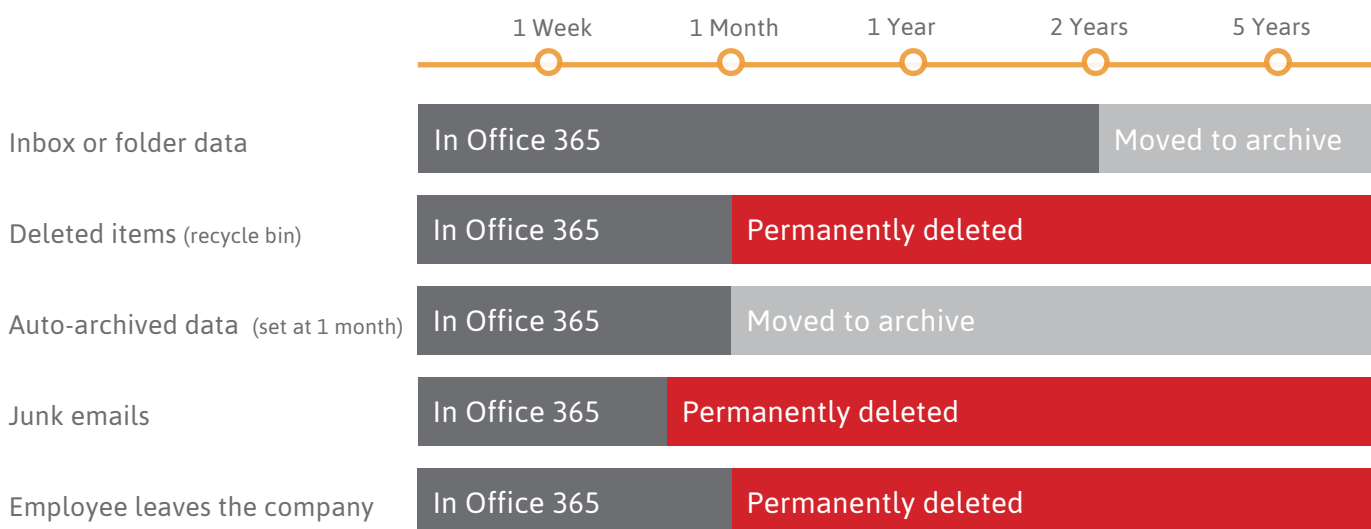 1 Week 1 Month 1 Year 2 Years 5 Years
Inbox or folder data In Office 365 Moved to archive
Deleted items (recycle bin) In Office 365 Permanently deleted
Auto-archived data (set at 1 month) In Office 365 Moved to archive
Junk emails In Office 365 Permanently deleted
Employee leaves the company In Office 365 Permanently deleted